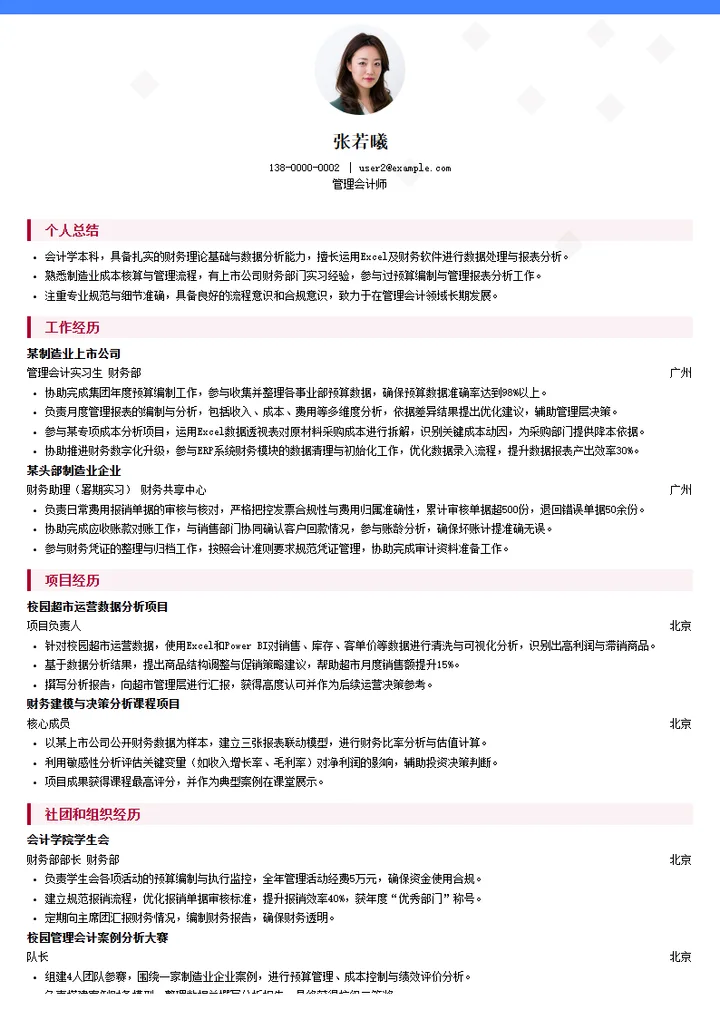 张若曦
138-0000-0002 | user2@example.com
管理会计师
个人总结
• 会计学本科，具备扎实的财务理论基础与数据分析能力，擅长运用Excel及财务软件进行数据处理与报表分析。
• 熟悉制造业成本核算与管理流程，有上市公司财务部门实习经验，参与过预算编制与管理报表分析工作。
• 注重专业规范与细节准确，具备良好的流程意识和合规意识，致力于在管理会计领域长期发展。
工作经历
某制造业上市公司
管理会计实习生 财务部 广州
• 协助完成集团年度预算编制工作，参与收集并整理各事业部预算数据，确保预算数据准确率达到98%以上。
• 负责月度管理报表的编制与分析，包括收入、成本、费用等多维度分析，依据差异结果提出优化建议，辅助管理层决策。
• 参与某专项成本分析项目，运用Excel数据透视表对原材料采购成本进行拆解，识别关键成本动因，为采购部门提供降本依据。
• 协助推进财务数字化升级，参与ERP系统财务模块的数据清理与初始化工作，优化数据录入流程，提升数据报表产出效率30%。
某头部制造业企业
财务助理（暑期实习） 财务共享中心 广州
• 负责日常费用报销单据的审核与核对，严格把控发票合规性与费用归属准确性，累计审核单据超500份，退回错误单据50余份。
• 协助完成应收账款对账工作，与销售部门协同确认客户回款情况，参与账龄分析，确保坏账计提准确无误。
• 参与财务凭证的整理与归档工作，按照会计准则要求规范凭证管理，协助完成审计资料准备工作。
项目经历
校园超市运营数据分析项目
项目负责人 北京
• 针对校园超市运营数据，使用Excel和Power BI对销售、库存、客单价等数据进行清洗与可视化分析，识别出高利润与滞销商品。
• 基于数据分析结果，提出商品结构调整与促销策略建议，帮助超市月度销售额提升15%。
• 撰写分析报告，向超市管理层进行汇报，获得高度认可并作为后续运营决策参考。
财务建模与决策分析课程项目
核心成员 北京
• 以某上市公司公开财务数据为样本，建立三张报表联动模型，进行财务比率分析与估值计算。
• 利用敏感性分析评估关键变量（如收入增长率、毛利率）对净利润的影响，辅助投资决策判断。
• 项目成果获得课程最高评分，并作为典型案例在课堂展示。
社团和组织经历
会计学院学生会
财务部部长 财务部 北京
• 负责学生会各项活动的预算编制与执行监控，全年管理活动经费5万元，确保资金使用合规。
• 建立规范报销流程，优化报销单据审核标准，提升报销效率40%，获年度“优秀部门”称号。
• 定期向主席团汇报财务情况，编制财务报告，确保财务透明。
校园管理会计案例分析大赛
队长 北京
• 组建4人团队参赛，围绕一家制造业企业案例，进行预算管理、成本控制与绩效评价分析。